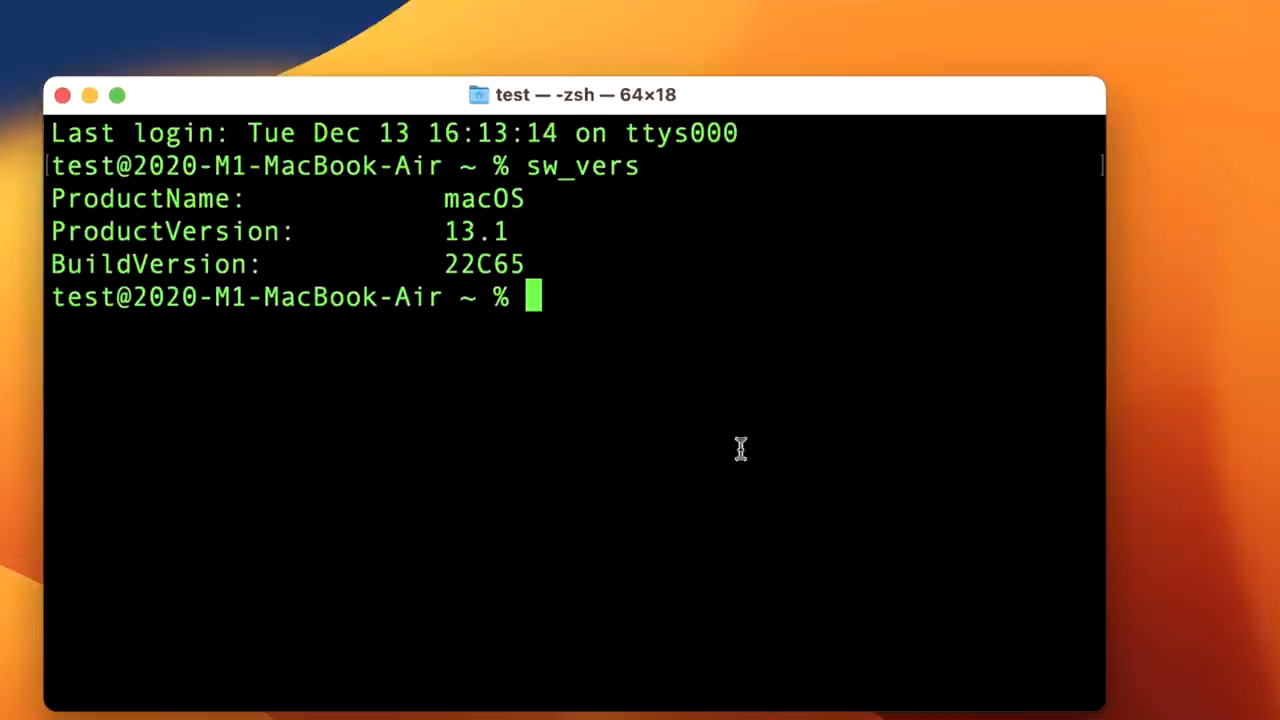 test — -zsh — 64×18
Last login: Tue Dec 13 16:13:14 on ttys000
test@2020-M1-MacBook-Air ~ % sw_vers
ProductName: macOS
ProductVersion: 13.1
BuildVersion: 22C65
test@2020-M1-MacBook-Air ~ %